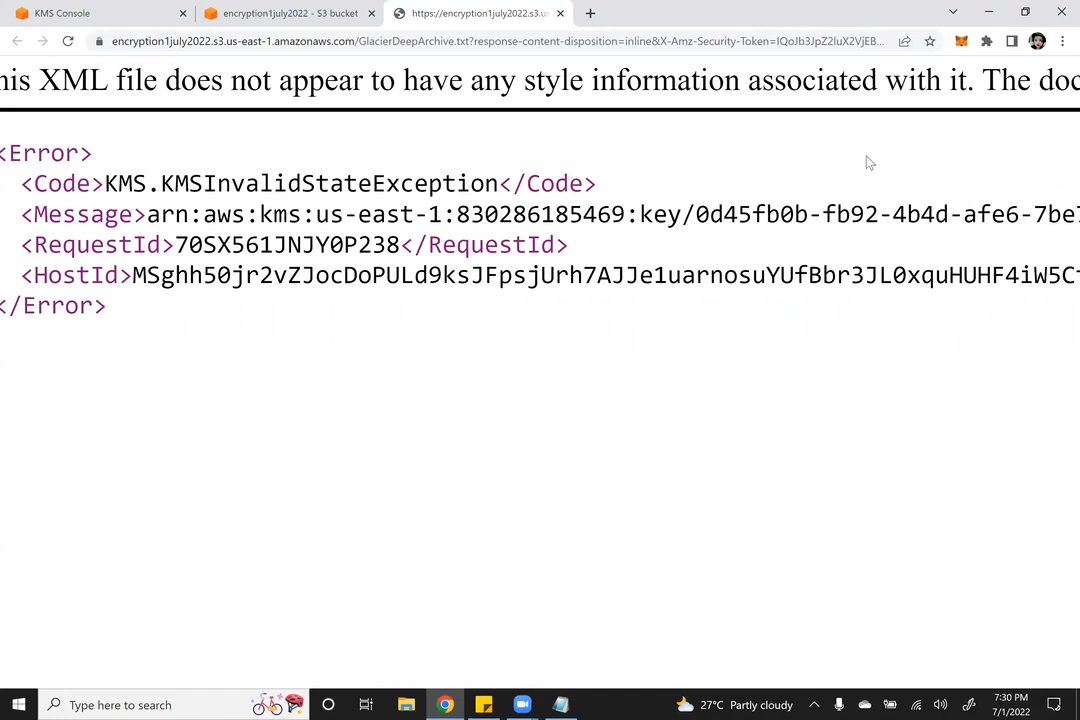 KMS Console
encryption1july2022 - S3 bucket
https://encryption1july2022.s3.us
encryption1july2022.s3.us-east-1.amazonaws.com/GlacierDeepArchive.txt?response-content-disposition=inline&X-Amz-Security-Token=IQoJb3JpZ2luX2VjEB...
his XML file does not appear to have any style information associated with it. The doc
<Error>
<Code>KMS.KMSInvalidStateException</Code>
<Message>arn:aws:kms:us-east-1:830286185469:key/0d45fb0b-fb92-4b4d-afe6-7be7
<RequestId>70SX561JNJY0P238</RequestId>
<HostId>MSghh50jr2vZJocDoPULd9ksJFpsjUrh7AJJe1uarnosuYUfBbr3JL0xquHUHF4iW5C
</Error>
Type here to search
27°C Partly cloudy
7:30 PM
7/1/2022